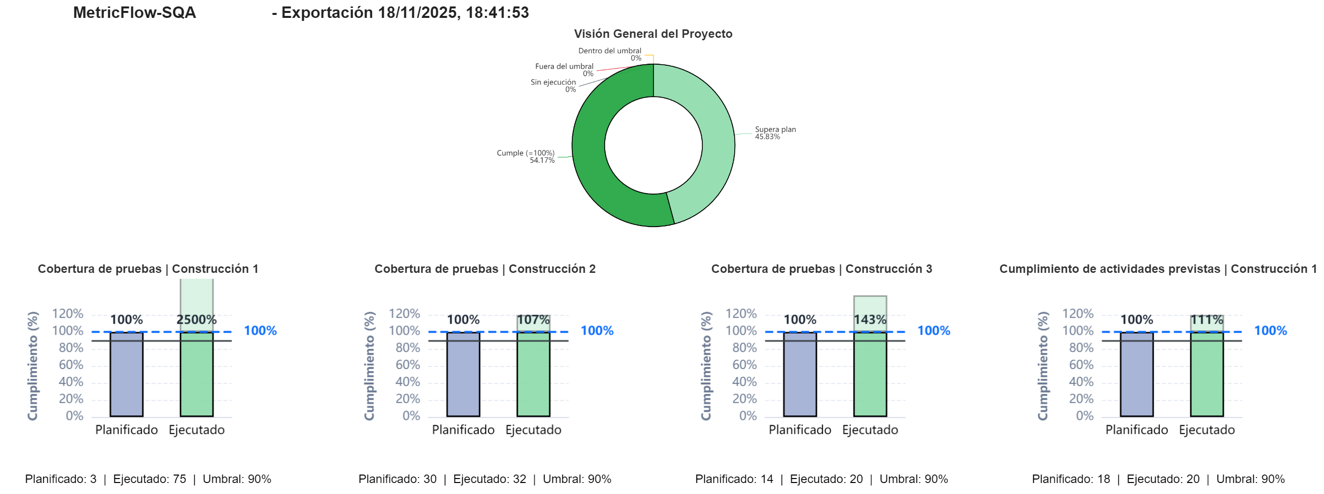 MetricFlow-SQA - Exportación 18/11/2025, 18:41:53
Visión General del Proyecto
Dentro del umbral
0%
Fuera del umbral
0%
Sin ejecución
0%
Supera plan
45.83%
Cumple (=100%)
54.17%
Cobertura de pruebas | Construcción 1
Cumplimiento (%)
120%
100%
80%
60%
40%
20%
0%
100%
2500%
100%
Planificado
Ejecutado
Planificado: 3 | Ejecutado: 75 | Umbral: 90%
Cobertura de pruebas | Construcción 2
Cumplimiento (%)
120%
100%
80%
60%
40%
20%
0%
100%
107%
100%
Planificado
Ejecutado
Planificado: 30 | Ejecutado: 32 | Umbral: 90%
Cobertura de pruebas | Construcción 3
Cumplimiento (%)
120%
100%
80%
60%
40%
20%
0%
100%
143%
100%
Planificado
Ejecutado
Planificado: 14 | Ejecutado: 20 | Umbral: 90%
Cumplimiento de actividades previstas | Construcción 1
Cumplimiento (%)
120%
100%
80%
60%
40%
20%
0%
100%
111%
100%
Planificado
Ejecutado
Planificado: 18 | Ejecutado: 20 | Umbral: 90%